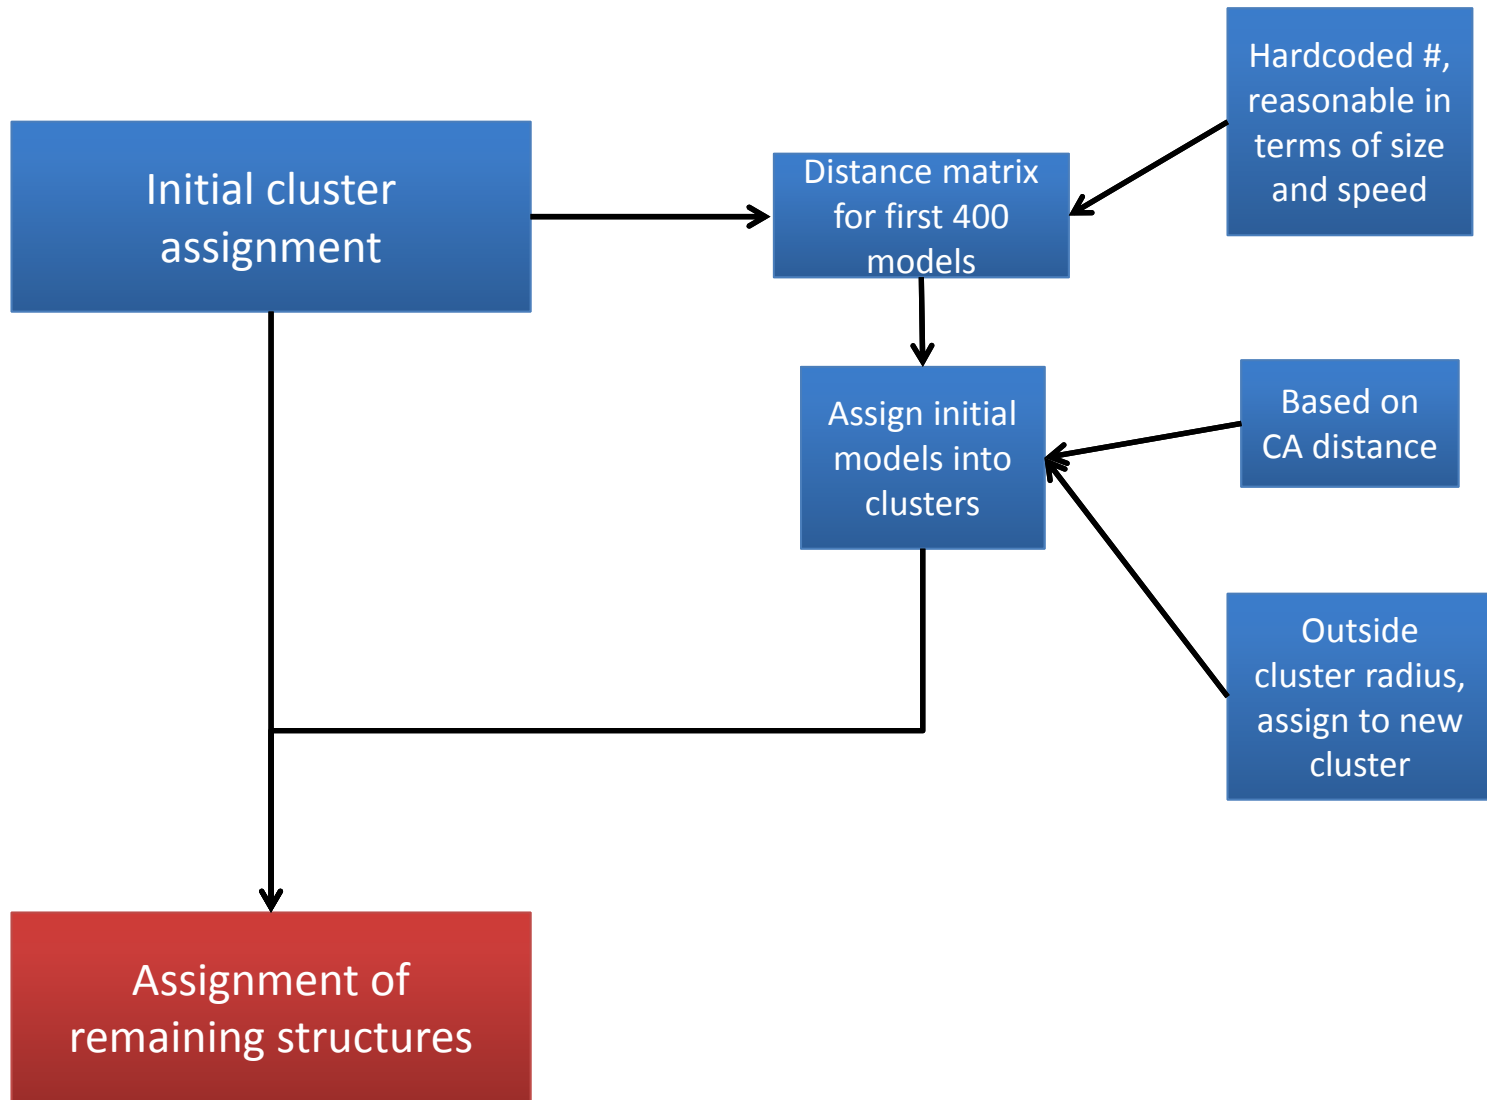 Initial cluster
assignment
Distance matrix
for first 400
models
Hardcoded #,
reasonable in
terms of size
and speed
Assign initial
models into
clusters
Based on
CA distance
Outside
cluster radius,
assign to new
cluster
Assignment of
remaining structures